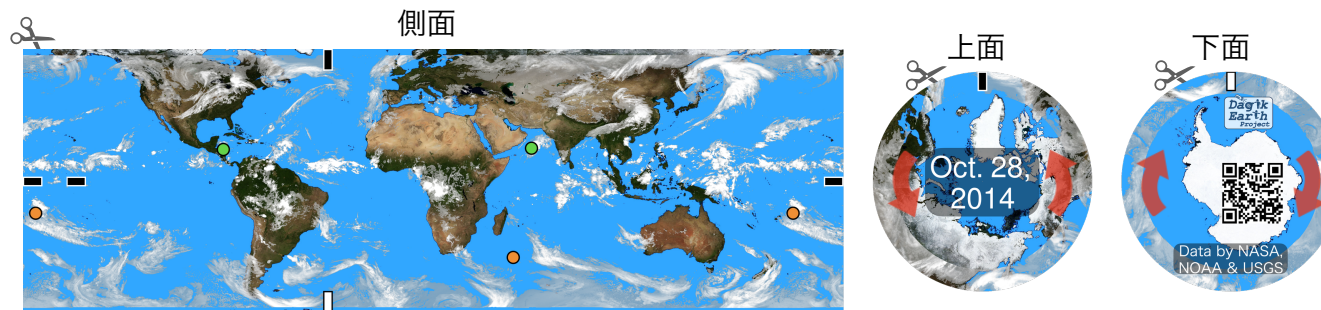 側面
上面
下面
Oct. 28,
2014
Dagik
Earth
Project
Data by NASA,
NOAA & USGS